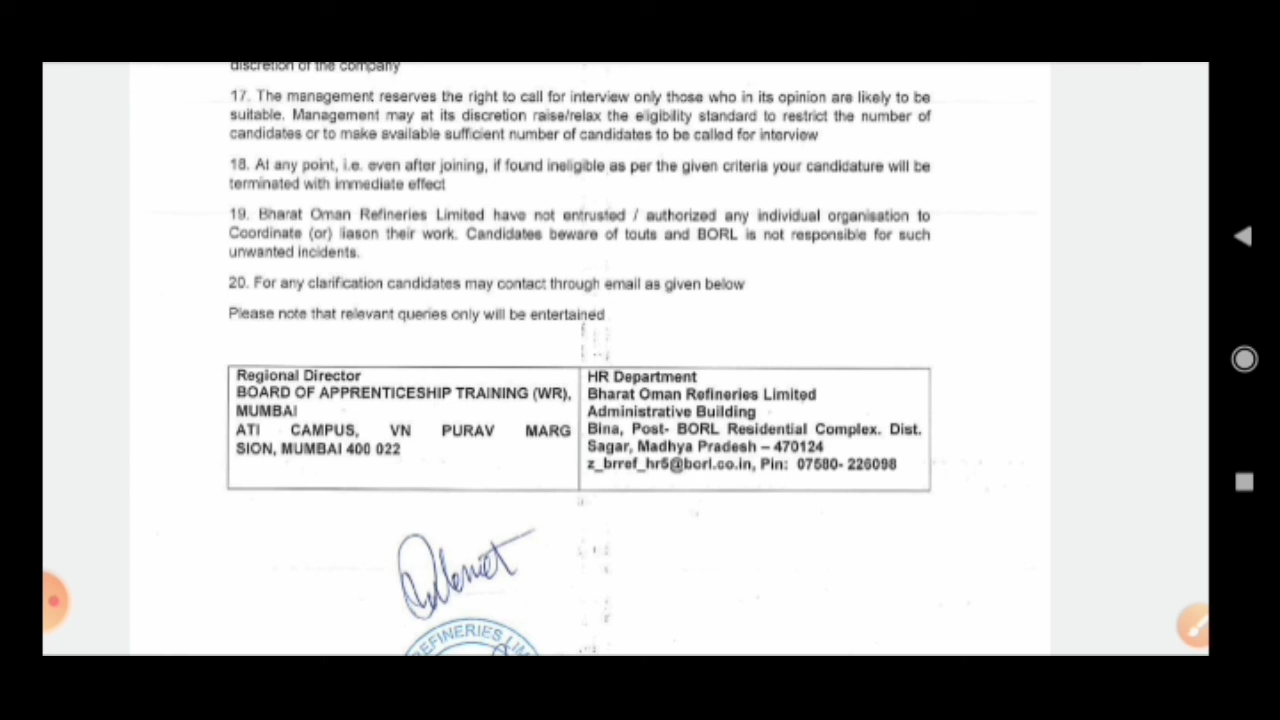 discretion of the company
17. The management reserves the right to call for interview only those who in its opinion are likely to be
suitable. Management may at its discretion raise/relax the eligibility standard to restrict the number of
candidates or to make available sufficient number of candidates to be called for interview
18. At any point, i.e. even after joining, if found ineligible as per the given criteria your candidature will be
terminated with immediate effect
19. Bharat Oman Refineries Limited have not entrusted / authorized any individual organisation to
Coordinate (or) liason their work. Candidates beware of touts and BORL is not responsible for such
unwanted incidents.
20. For any clarification candidates may contact through email as given below
Please note that relevant queries only will be entertained
Regional Director
BOARD OF APPRENTICESHIP TRAINING (WR),
MUMBAI
ATI CAMPUS, VN PURAV MARG
SION, MUMBAI 400 022
HR Department
Bharat Oman Refineries Limited
Administrative Building
Bina, Post- BORL Residential Complex. Dist.
Sagar, Madhya Pradesh – 470124
z_brref_hr5@borl.co.in, Pin: 07580- 226098